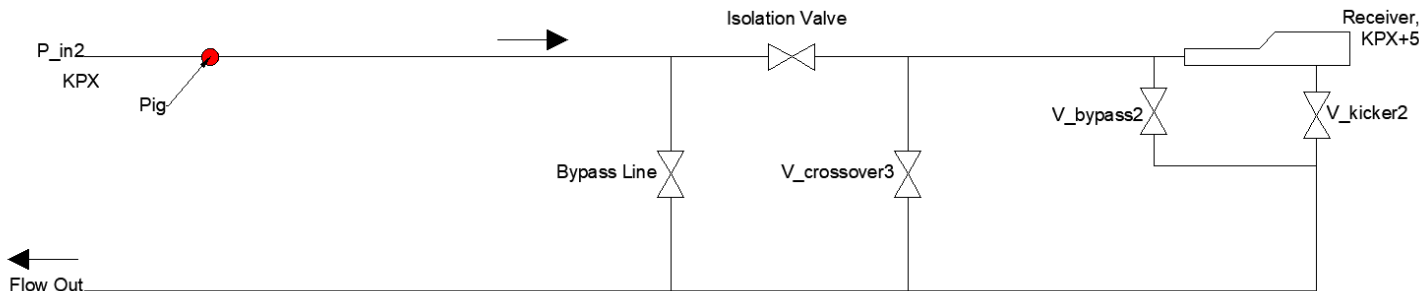 Isolation Valve
Receiver,
KPX+5
P_in2
KPX
Pig
V_bypass2
V_kicker2
Bypass Line
V_crossover3
Flow Out